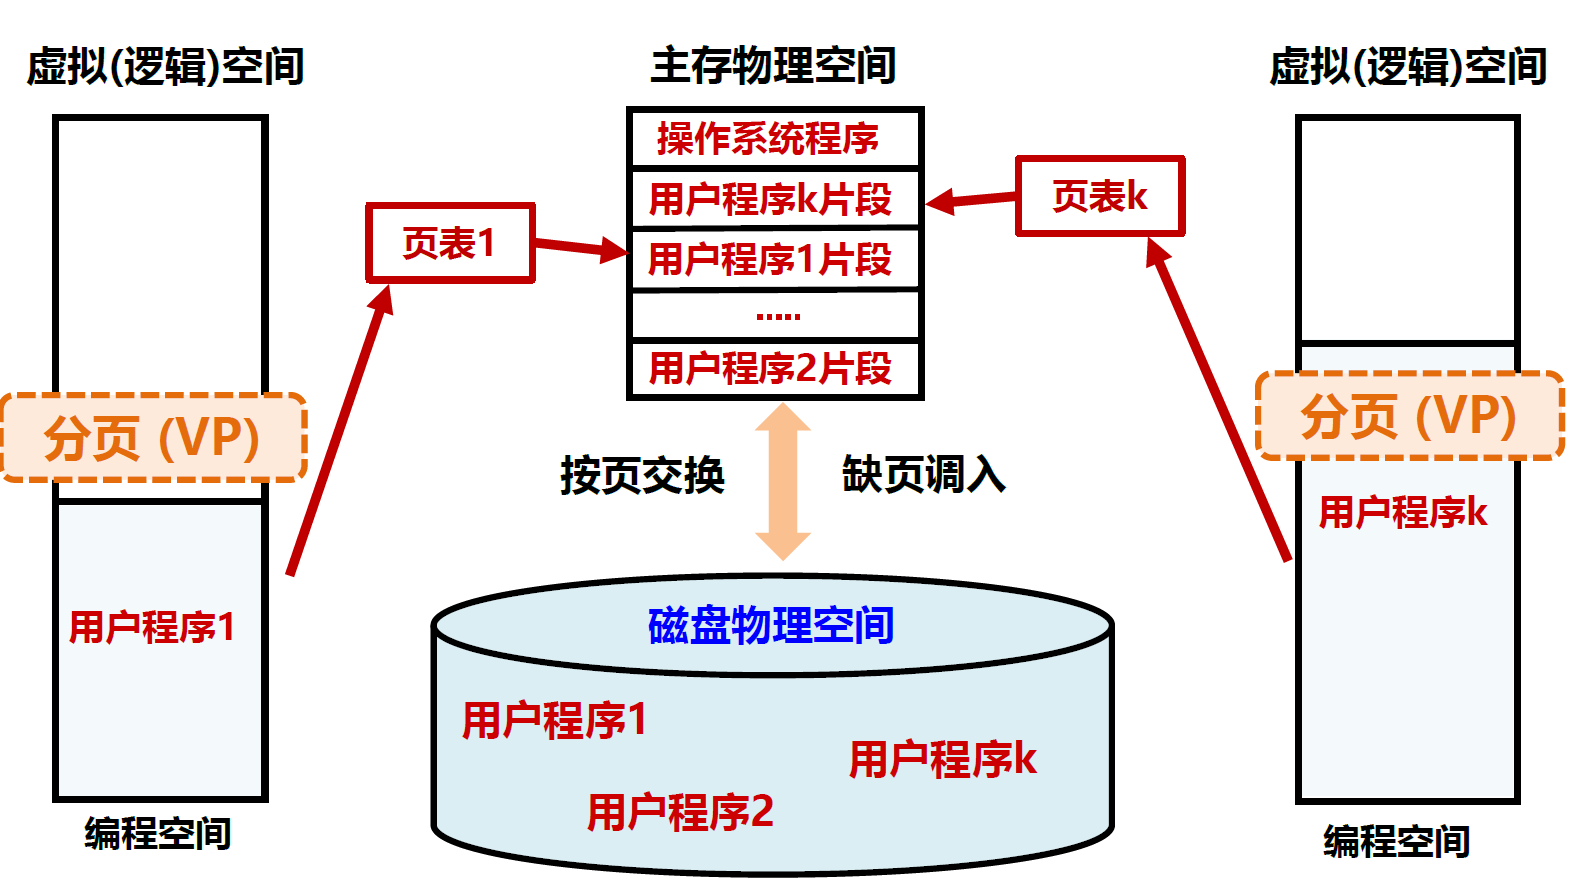 虚拟(逻辑)空间
主存物理空间
虚拟(逻辑)空间
操作系统程序
用户程序k片段
页表k
页表1
用户程序1片段
······
用户程序2片段
分页 (VP)
分页 (VP)
按页交换
缺页调入
用户程序k
用户程序1
磁盘物理空间
用户程序1
用户程序k
用户程序2
编程空间
编程空间